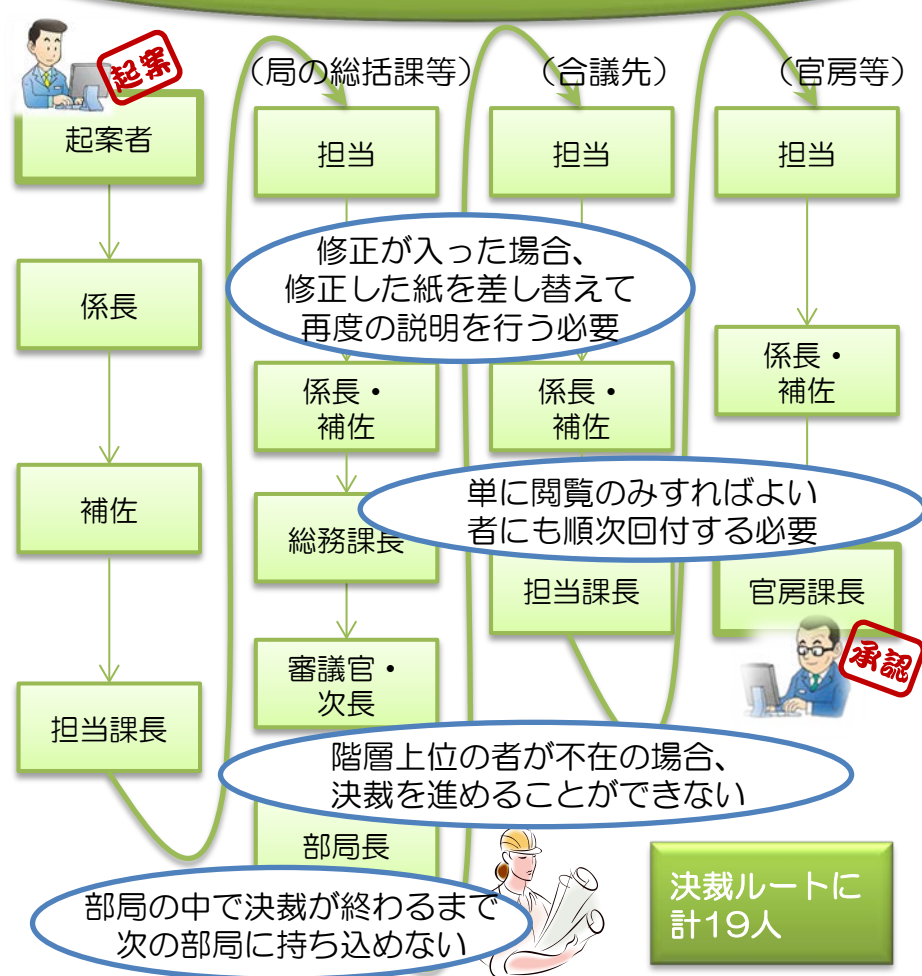 起案
起案者
係長
補佐
担当課長
（局の総括課等）
担当
係長・
補佐
総務課長
審議官・
次長
部局長
（合議先）
担当
係長・
補佐
担当課長
（官房等）
担当
係長・
補佐
官房課長
承認
修正が入った場合、
修正した紙を差し替えて
再度の説明を行う必要
単に閲覧のみすればよい
者にも順次回付する必要
階層上位の者が不在の場合、
決裁を進めることができない
部局の中で決裁が終わるまで
次の部局に持ち込めない
決裁ルートに
計19人